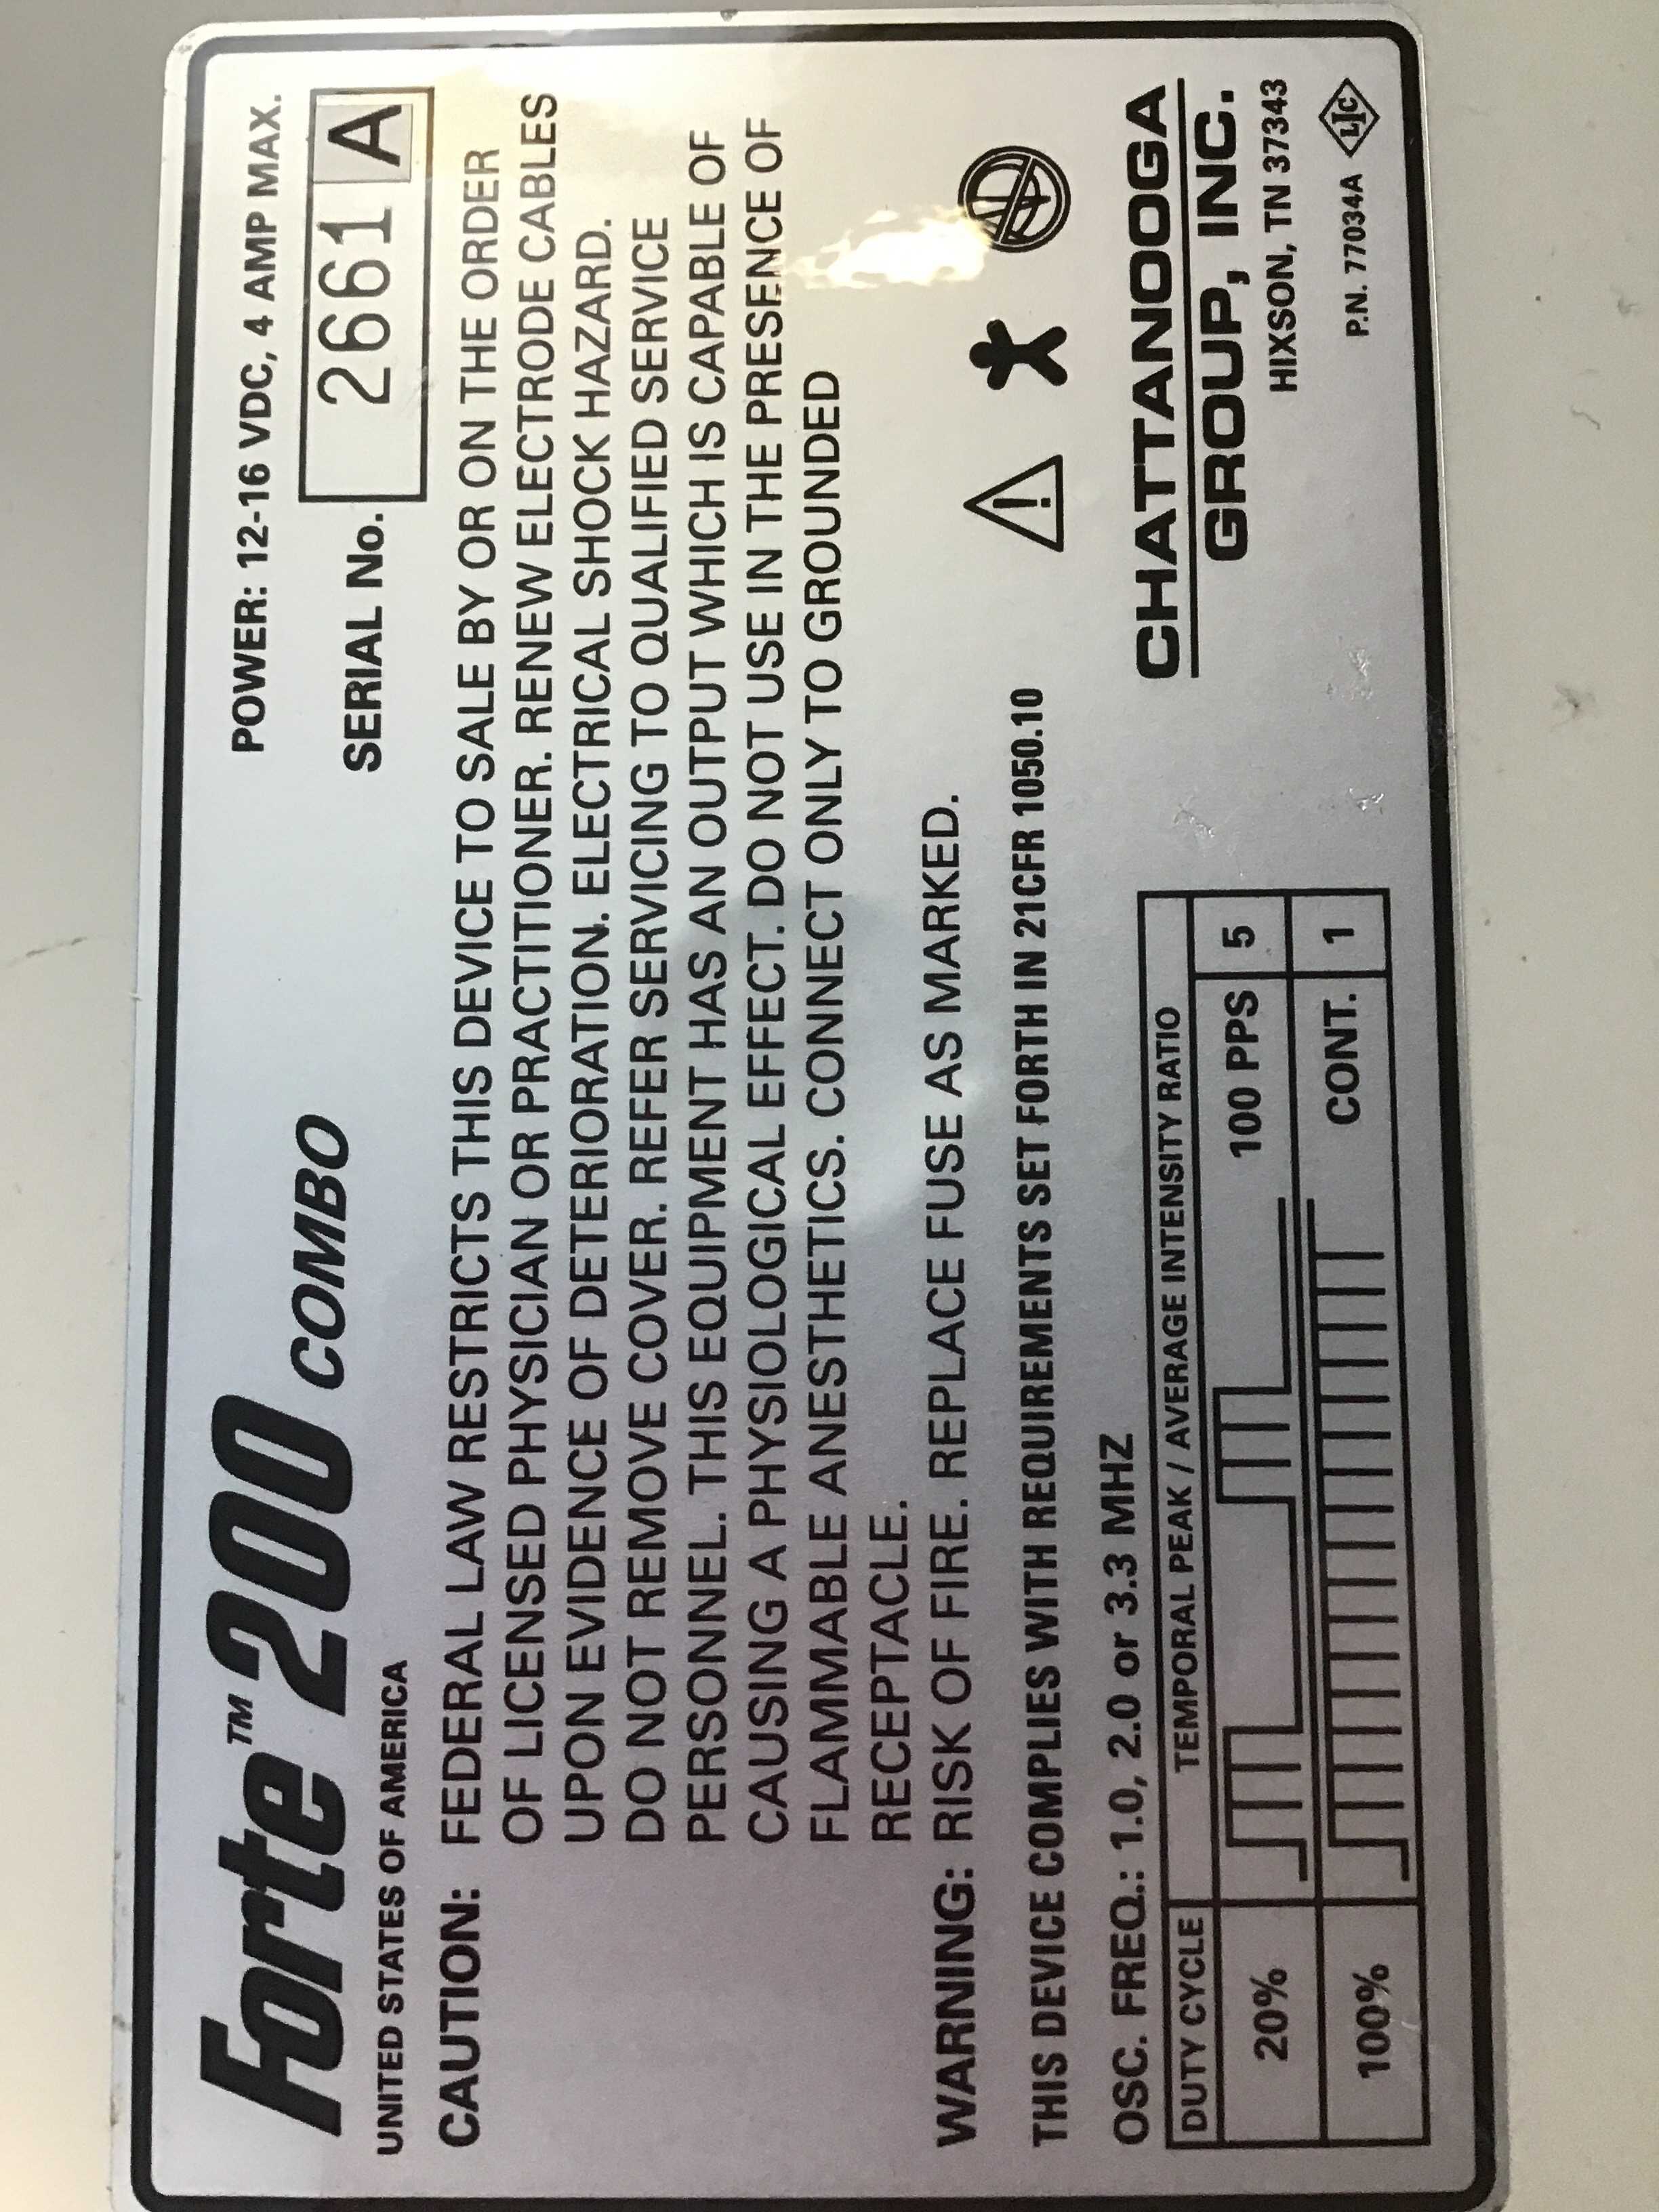 Forte™ 200 COMBO
UNITED STATES OF AMERICA
POWER: 12-16 VDC, 4 AMP MAX.
SERIAL No. 2661 A
CAUTION: FEDERAL LAW RESTRICTS THIS DEVICE TO SALE BY OR ON THE ORDER
OF LICENSED PHYSICIAN OR PRACTITIONER. RENEW ELECTRODE CABLES
UPON EVIDENCE OF DETERIORATION. ELECTRICAL SHOCK HAZARD.
DO NOT REMOVE COVER. REFER SERVICING TO QUALIFIED SERVICE
PERSONNEL. THIS EQUIPMENT HAS AN OUTPUT WHICH IS CAPABLE OF
CAUSING A PHYSIOLOGICAL EFFECT. DO NOT USE IN THE PRESENCE OF
FLAMMABLE ANESTHETICS. CONNECT ONLY TO GROUNDED
RECEPTACLE.
WARNING: RISK OF FIRE. REPLACE FUSE AS MARKED.
THIS DEVICE COMPLIES WITH REQUIREMENTS SET FORTH IN 21CFR 1050.10
OSC. FREQ.: 1.0, 2.0 or 3.3 MHZ
DUTY CYCLE TEMPORAL PEAK / AVERAGE INTENSITY RATIO
20% 100 PPS 5
100% CONT. 1
!
CHATTANOOGA
GROUP, INC.
HIXSON, TN 37343
P.N. 77034A